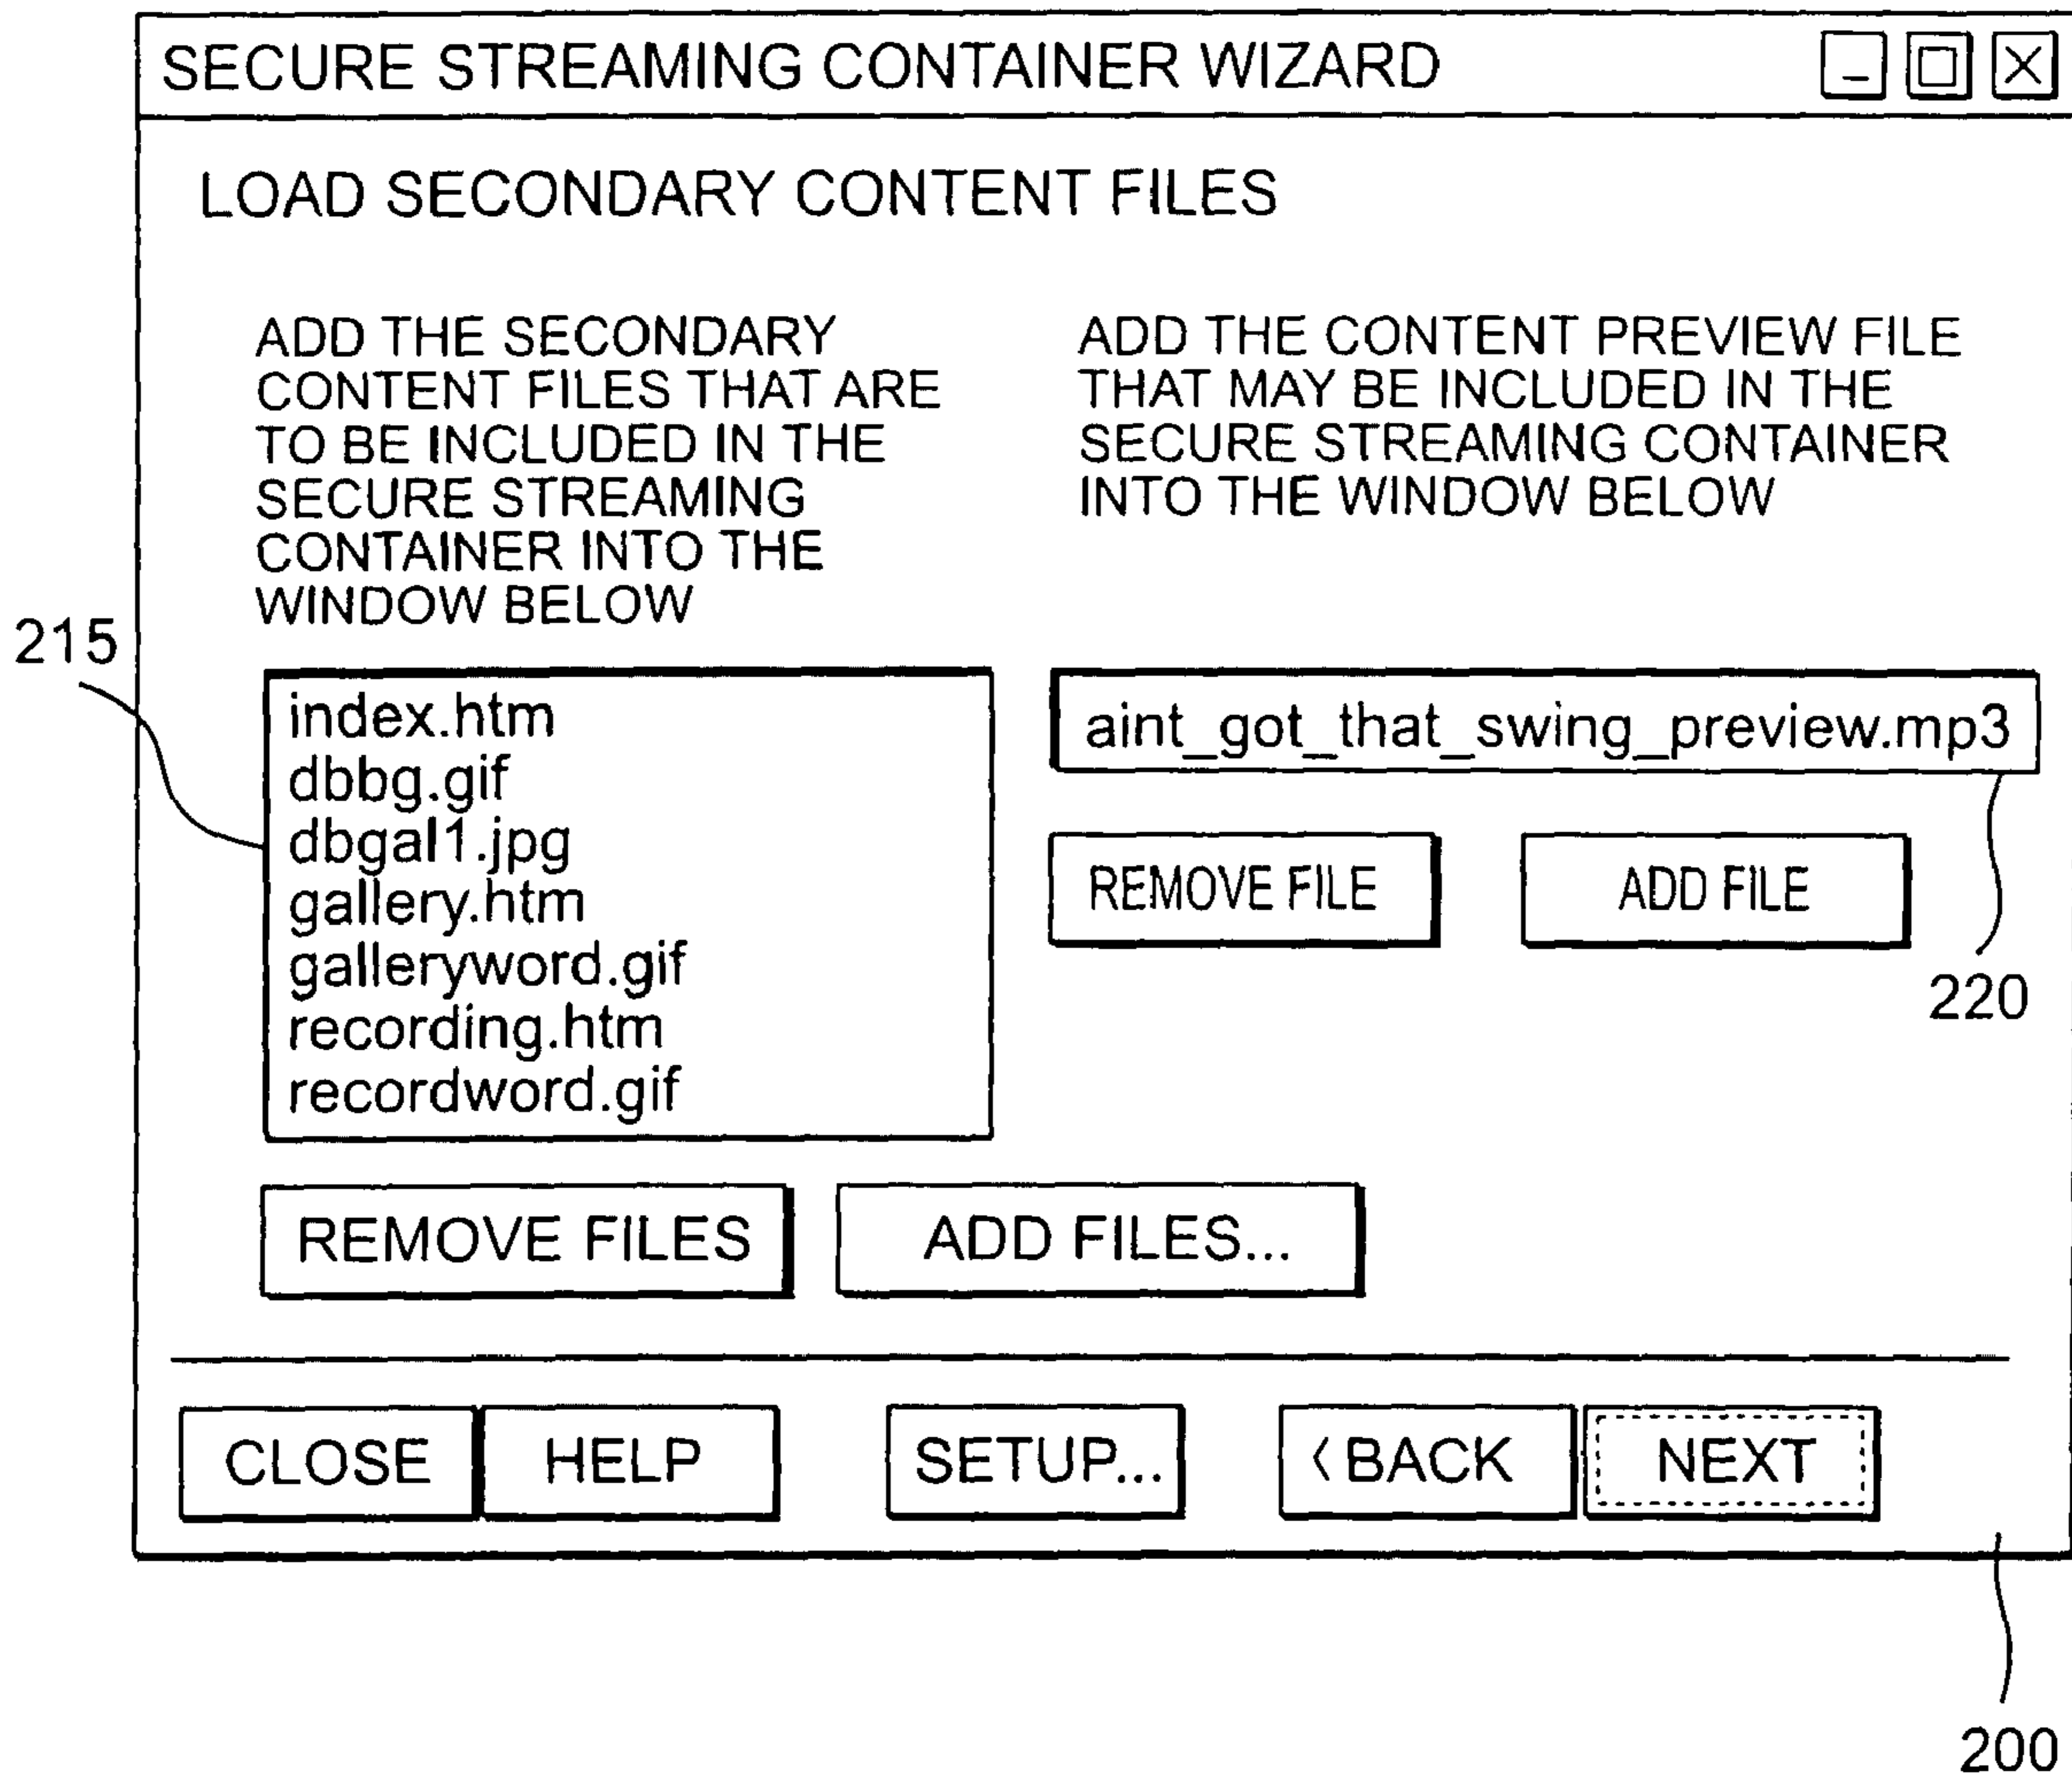 SECURE STREAMING CONTAINER WIZARD
LOAD SECONDARY CONTENT FILES
ADD THE SECONDARY
CONTENT FILES THAT ARE
TO BE INCLUDED IN THE
SECURE STREAMING
CONTAINER INTO THE
WINDOW BELOW
ADD THE CONTENT PREVIEW FILE
THAT MAY BE INCLUDED IN THE
SECURE STREAMING CONTAINER
INTO THE WINDOW BELOW
215
index.htm
dbbg.gif
dbgal1.jpg
gallery.htm
galleryword.gif
recording.htm
recordword.gif
aint_got_that_swing_preview.mp3
REMOVE FILE
ADD FILE
220
REMOVE FILES
ADD FILES...
CLOSE
HELP
SETUP...
<BACK
NEXT
200